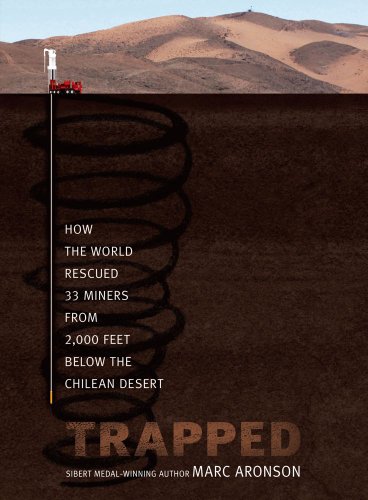 HOW
THE WORLD
RESCUED
33 MINERS
FROM
2,000 FEET
BELOW THE
CHILEAN DESERT
TRAPPED
SIBERT MEDAL-WINNING AUTHOR MARC ARONSON